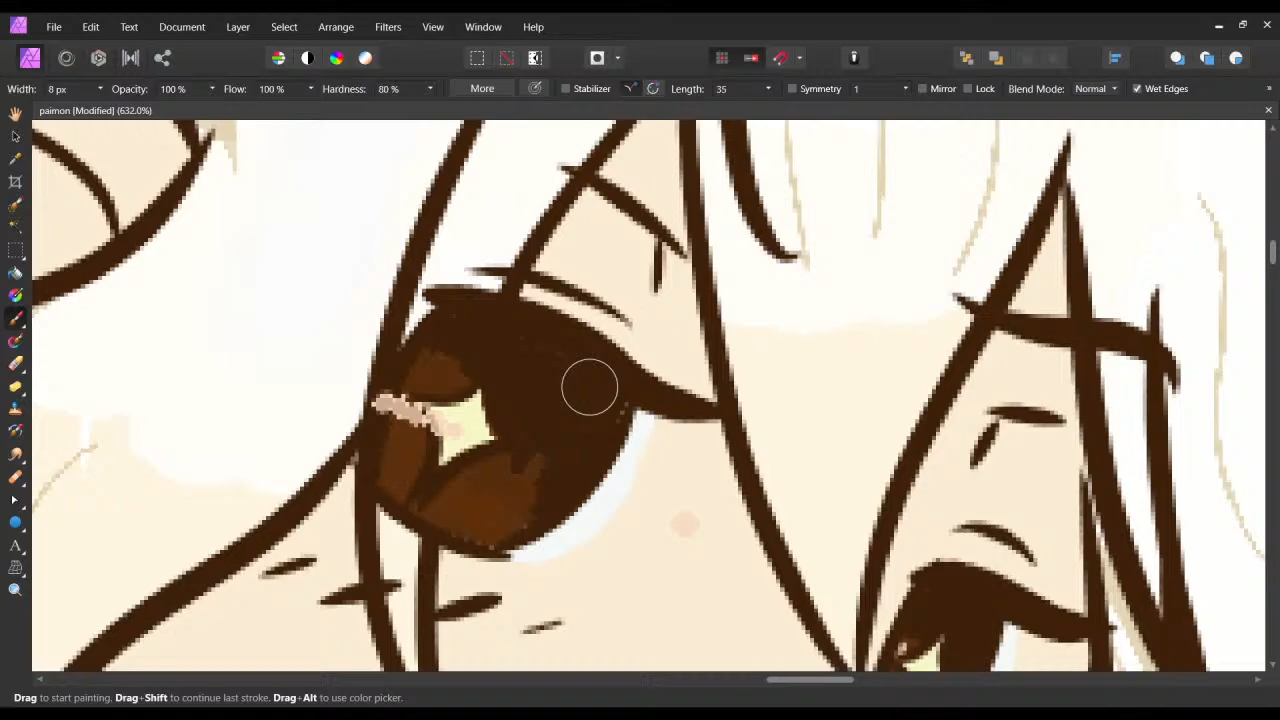 File Edit Text Document Layer Select Arrange Filters View Window Help
Width: 8 px Opacity: 100 % Flow: 100 % Hardness: 80 % More Stabilizer Length: 35 Symmetry 1 Mirror Lock Blend Mode: Normal Wet Edges
paimon [Modified] (632.0%)
Drag to start painting. Drag+Shift to continue last stroke. Drag+Alt to use color picker.